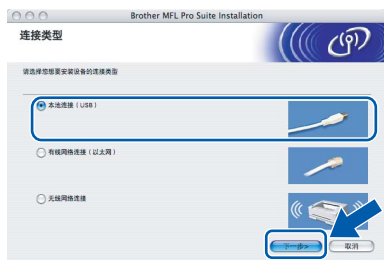 Brother MFL Pro Suite Installation
连接类型
请选择您想要安装设备的连接类型
本地连接（USB）
有线网络连接（以太网）
无线网络连接
下一步>
取消